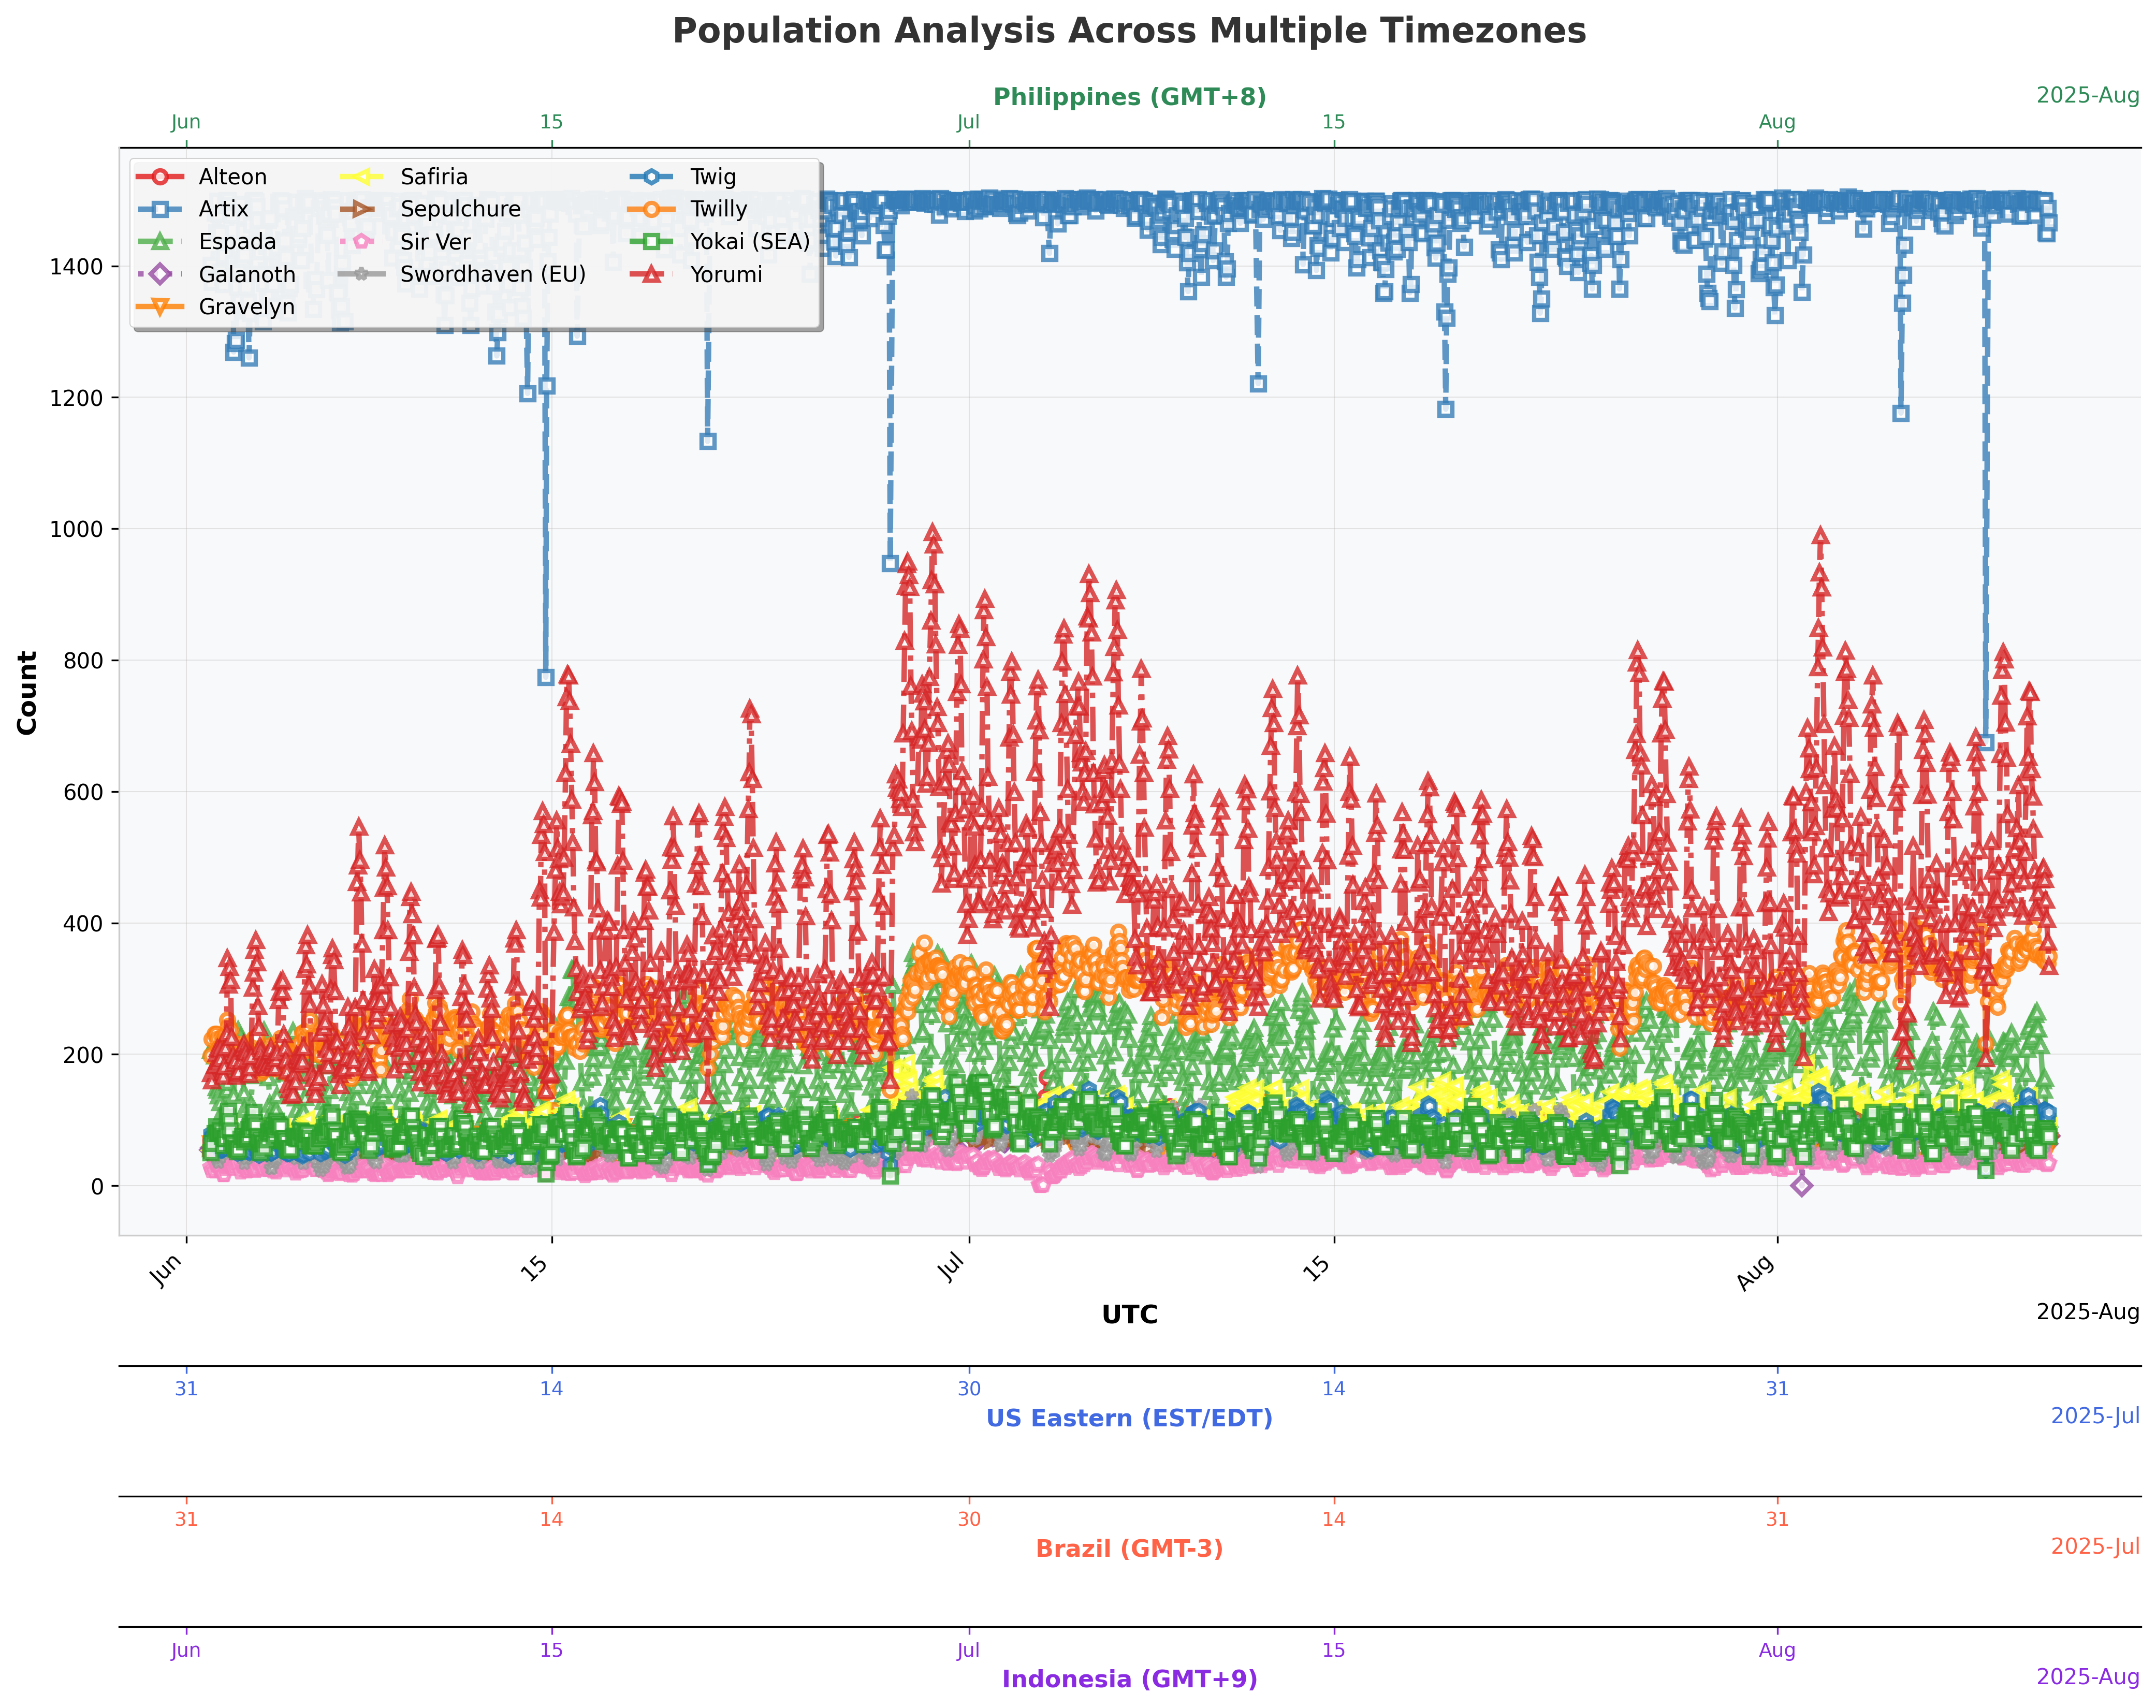 Population Analysis Across Multiple Timezones
Philippines (GMT+8)
2025-Aug
Jun 15 Jul 15 Aug
Alteon Safiria Twig
Artix Sepulchure Twilly
Espada Sir Ver Yokai (SEA)
Galanoth Swordhaven (EU) Yorumi
Gravelyn
1400
1200
1000
800
600
400
200
0
Count
Jun 15 Jul 15 Aug
UTC
2025-Aug
31 14 30 14 31
US Eastern (EST/EDT)
2025-Jul
31 14 30 14 31
Brazil (GMT-3)
2025-Jul
Jun 15 Jul 15 Aug
Indonesia (GMT+9)
2025-Aug